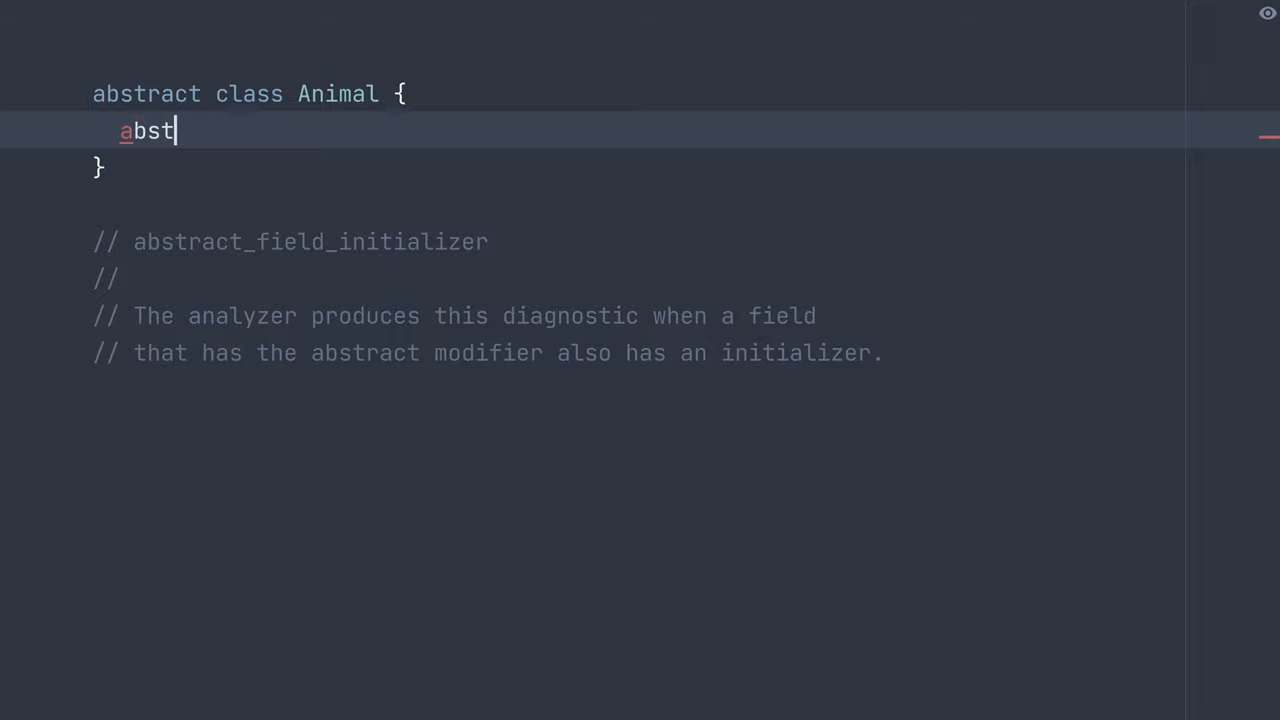 abstract class Animal {
  abst
}
// abstract_field_initializer
//
// The analyzer produces this diagnostic when a field
// that has the abstract modifier also has an initializer.